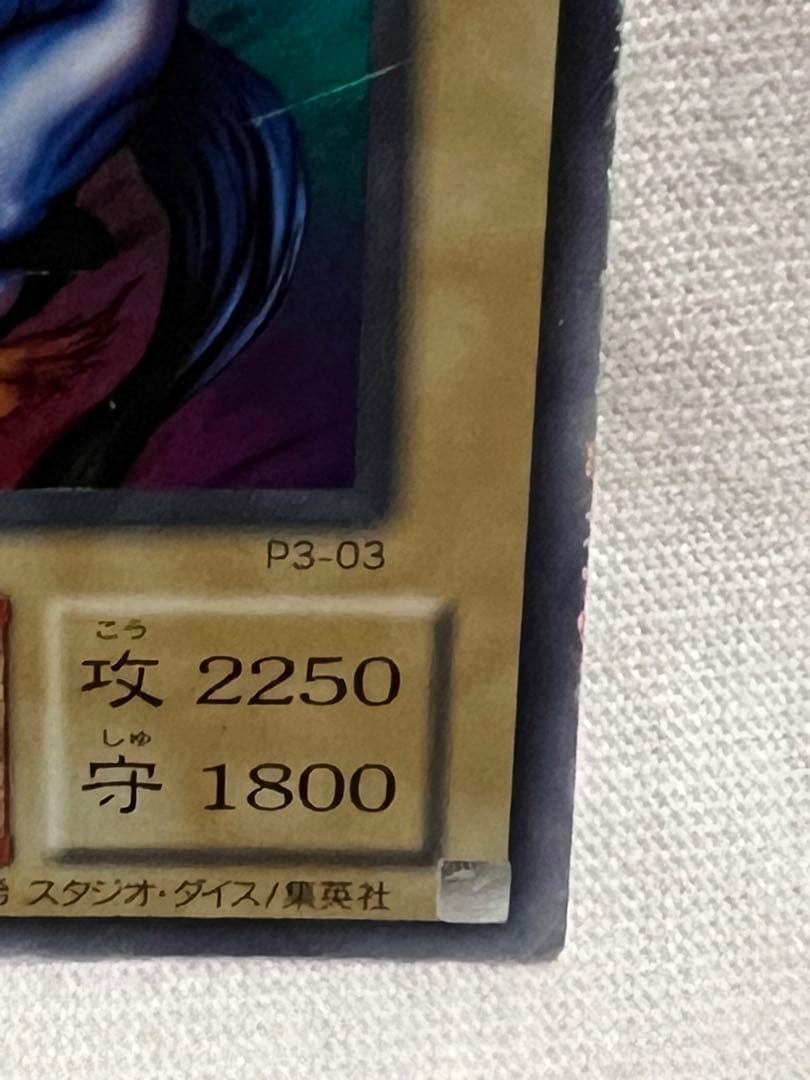 P3-03
こう
攻 2250
しゅ
守 1800
スタジオ・ダイス/集英社